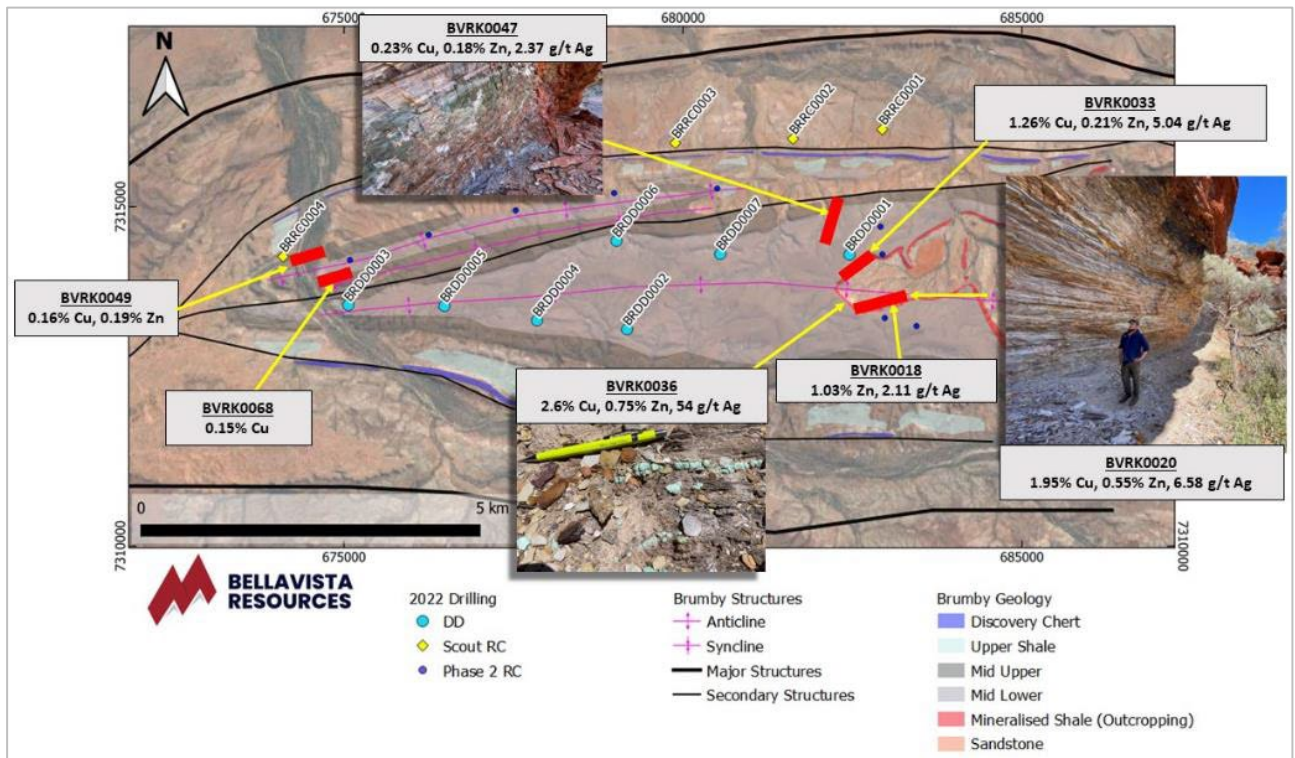 675000
680000
685000
BVRK0047
0.23% Cu, 0.18% Zn, 2.37 g/t Ag
N
BRRC0003
BRRC0002
BRRC0001
BVRK0033
1.26% Cu, 0.21% Zn, 5.04 g/t Ag
7315000
7315000
BRRC0004
BRDD0006
BRDD0007
BRDD0001
BRDD0003
BRDD0005
BRDD0004
BRDD0002
BVRK0049
0.16% Cu, 0.19% Zn
BVRK0068
0.15% Cu
BVRK0036
2.6% Cu, 0.75% Zn, 54 g/t Ag
BVRK0018
1.03% Zn, 2.11 g/t Ag
BVRK0020
1.95% Cu, 0.55% Zn, 6.58 g/t Ag
0
5 km
7310000
7310000
675000
685000
BELLAVISTA
RESOURCES
2022 Drilling
DD
Scout RC
Phase 2 RC
Brumby Structures
Anticline
Syncline
Major Structures
Secondary Structures
Brumby Geology
Discovery Chert
Upper Shale
Mid Upper
Mid Lower
Mineralised Shale (Outcropping)
Sandstone